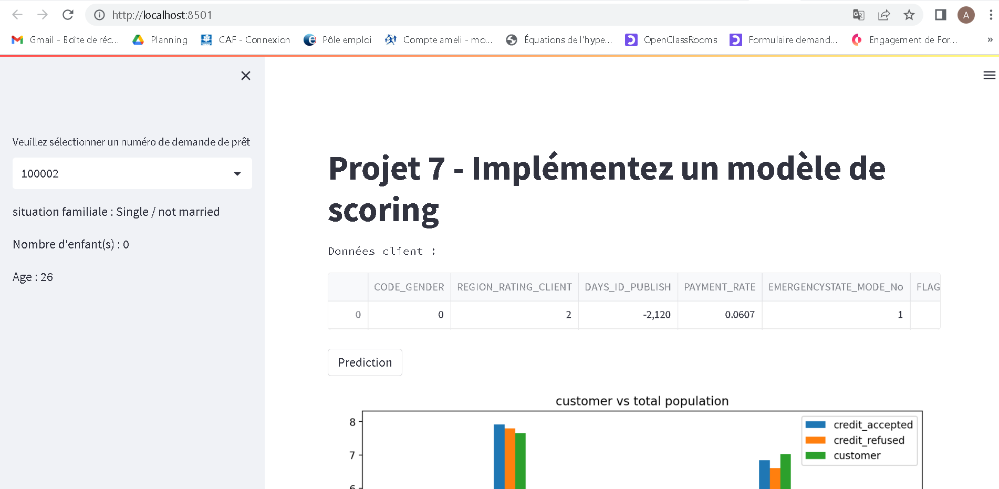 http://localhost:8501
A
Gmail - Boîte de réc...
Planning
CAF - Connexion
Pôle emploi
Compte ameli - mo...
Équations de l'hype...
OpenClassRooms
Formulaire demand...
Engagement de For...
»
Veuillez sélectionner un numéro de demande de prêt
100002
situation familiale : Single / not married
Nombre d'enfant(s) : 0
Age : 26
Projet 7 - Implémentez un modèle de
scoring
Données client :
CODE_GENDER REGION_RATING_CLIENT DAYS_ID_PUBLISH PAYMENT_RATE EMERGENCYSTATE_MODE_No FLAG
0 0 2 -2,120 0.0607 1
Prediction
customer vs total population
8
7
6
credit_accepted
credit_refused
customer